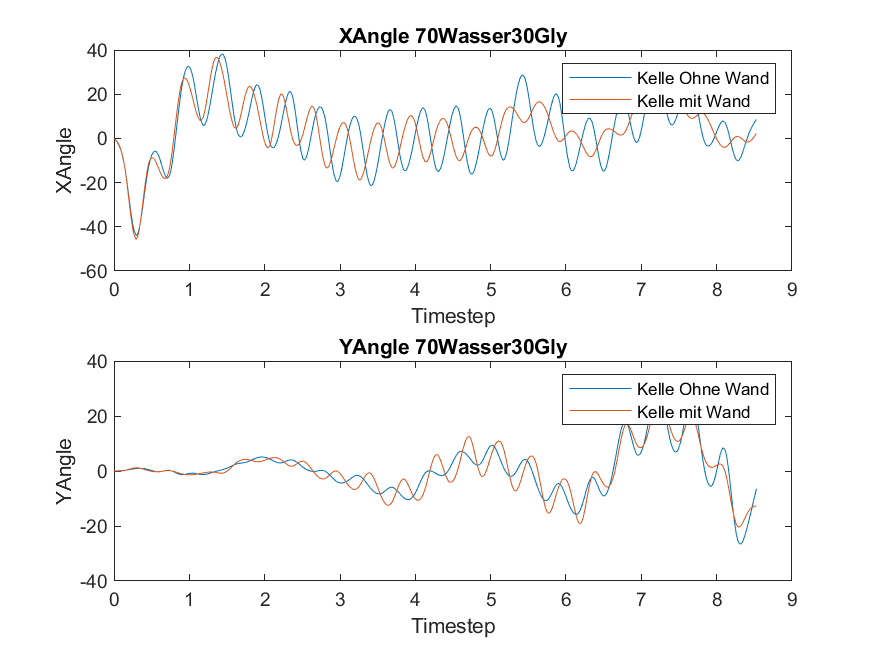 XAngle 70Wasser30Gly
40
20
0
-20
-40
-60
XAngle
Kelle Ohne Wand
Kelle mit Wand
0 1 2 3 4 5 6 7 8 9
Timestep
YAngle 70Wasser30Gly
40
20
0
-20
-40
YAngle
Kelle Ohne Wand
Kelle mit Wand
0 1 2 3 4 5 6 7 8 9
Timestep